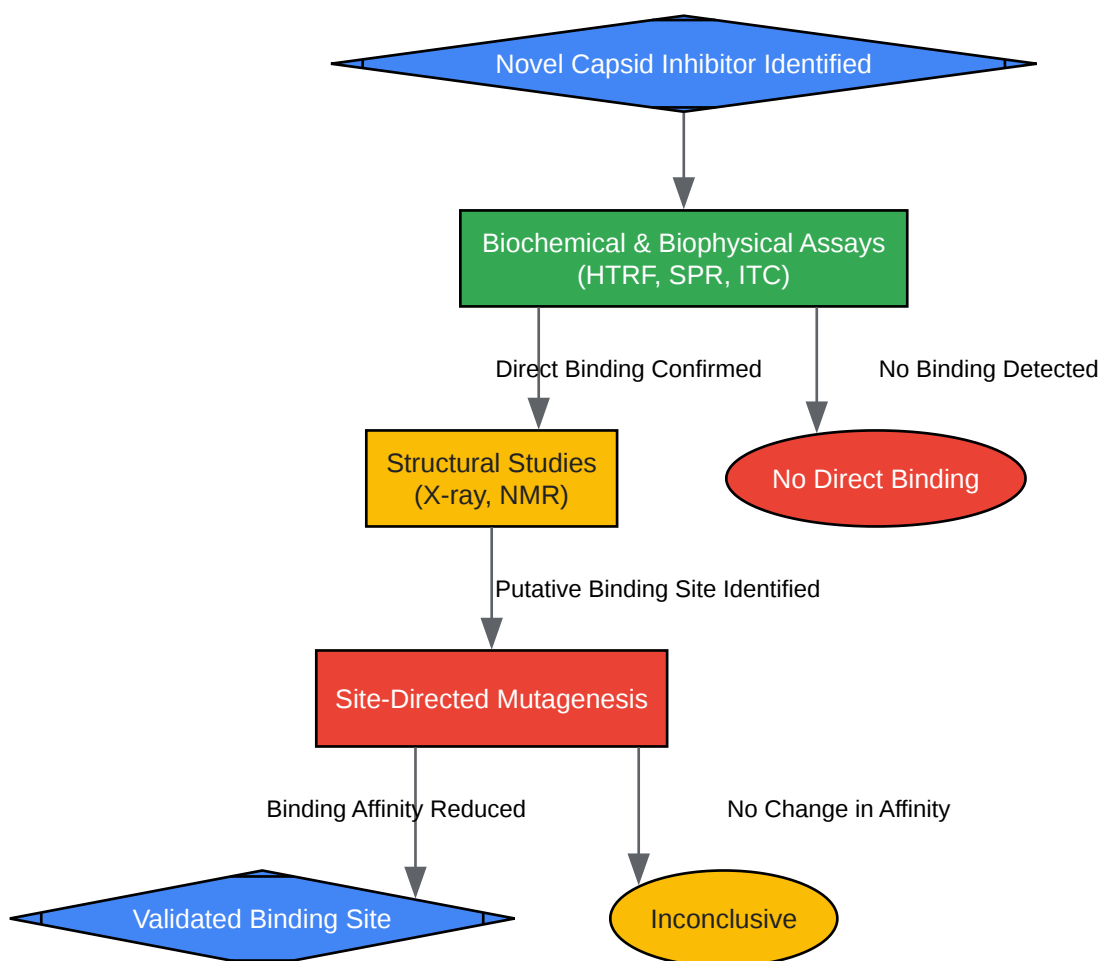 Novel Capsid Inhibitor Identified
Biochemical & Biophysical Assays
(HTRF, SPR, ITC)
Direct Binding Confirmed
No Binding Detected
Structural Studies
(X-ray, NMR)
No Direct Binding
Putative Binding Site Identified
Site-Directed Mutagenesis
Binding Affinity Reduced
No Change in Affinity
Validated Binding Site
Inconclusive